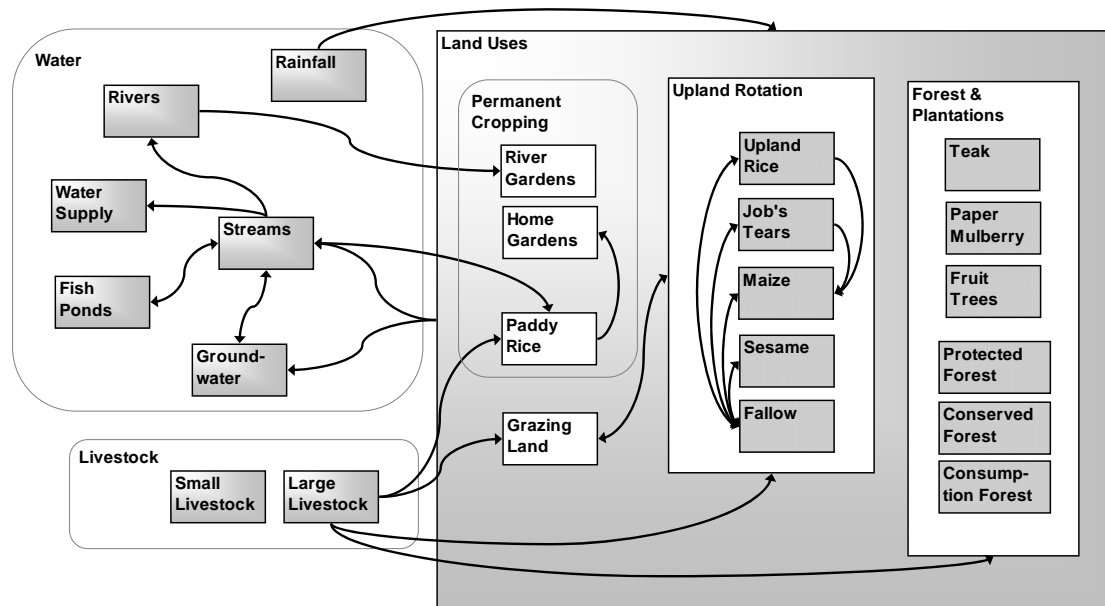 Water
Rainfall
Rivers
Water
Supply
Streams
Fish
Ponds
Ground-
water
Livestock
Small
Livestock
Large
Livestock
Land Uses
Permanent
Cropping
River
Gardens
Home
Gardens
Paddy
Rice
Grazing
Land
Upland Rotation
Upland
Rice
Job's
Tears
Maize
Sesame
Fallow
Forest &
Plantations
Teak
Paper
Mulberry
Fruit
Trees
Protected
Forest
Conserved
Forest
Consump-
tion Forest